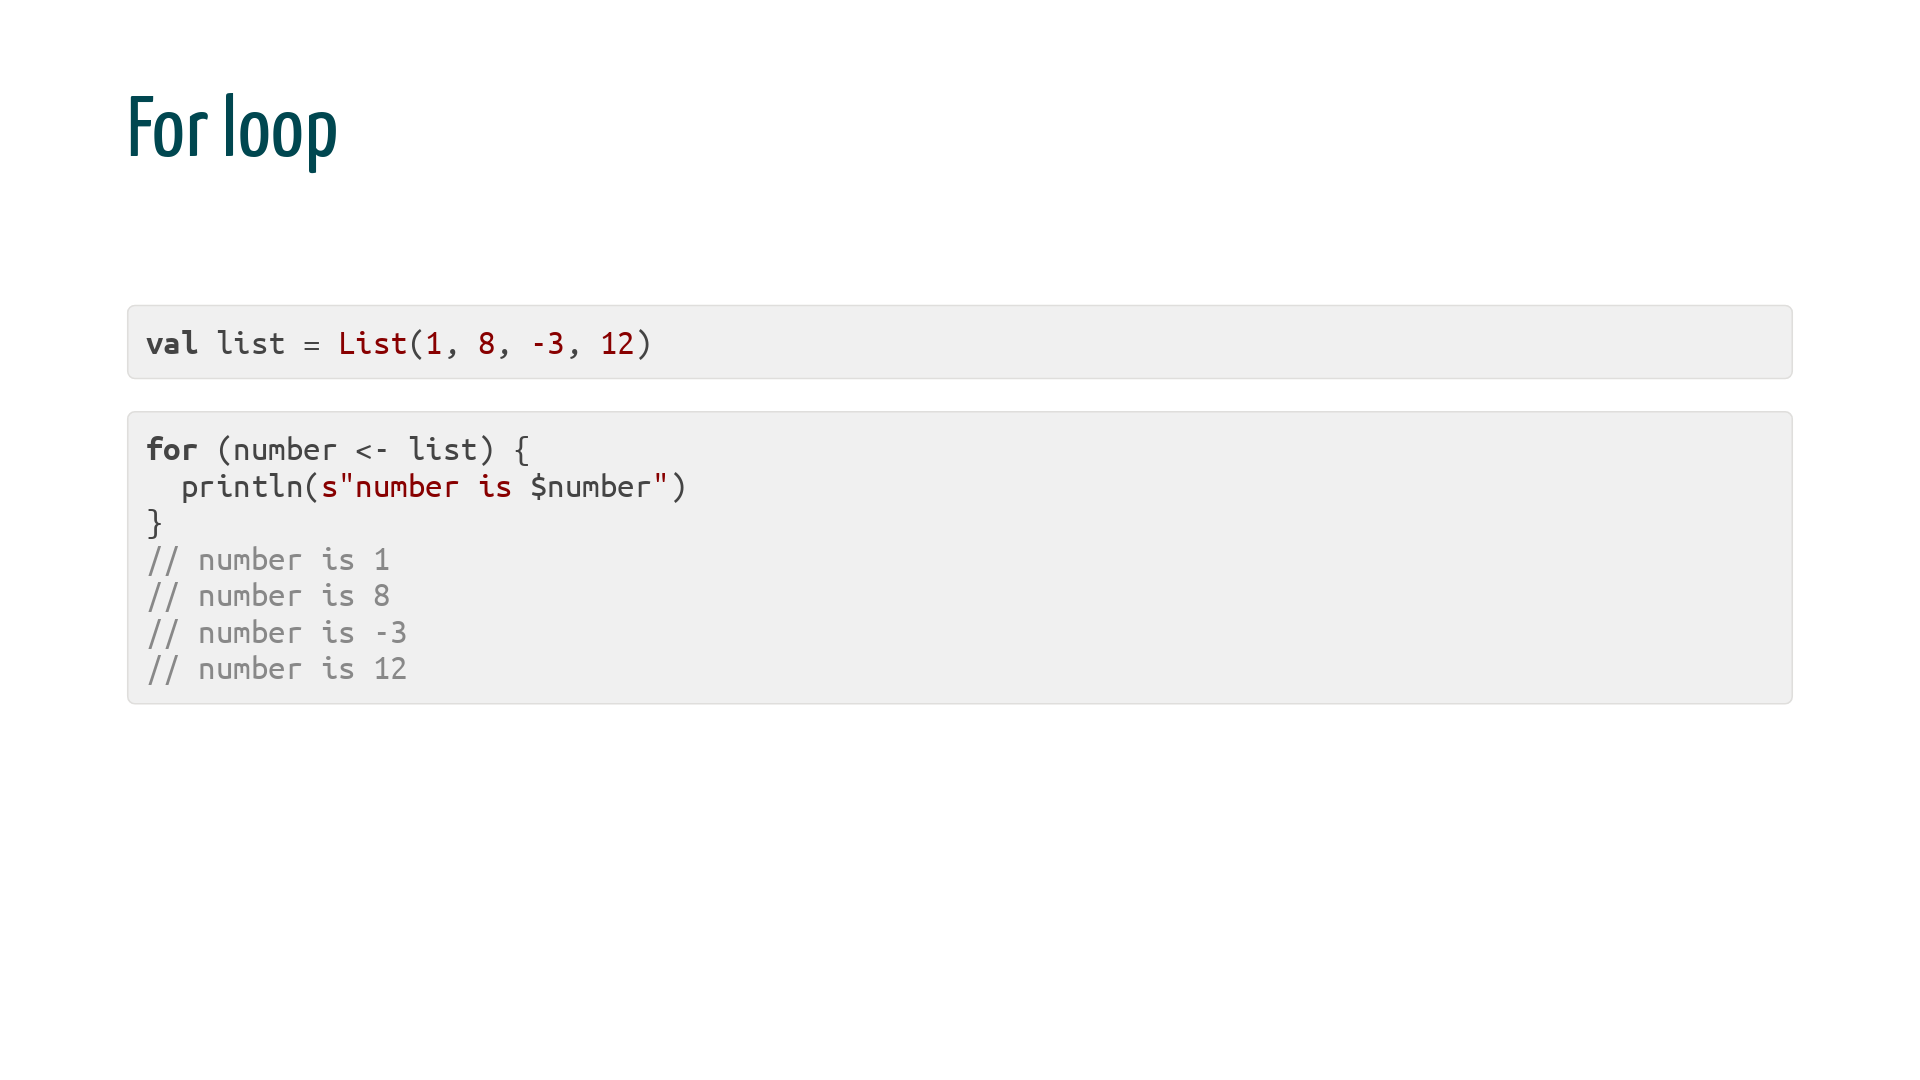 For loop
val list = List(1, 8, -3, 12)
for (number <- list) {
  println(s"number is $number")
}
// number is 1
// number is 8
// number is -3
// number is 12